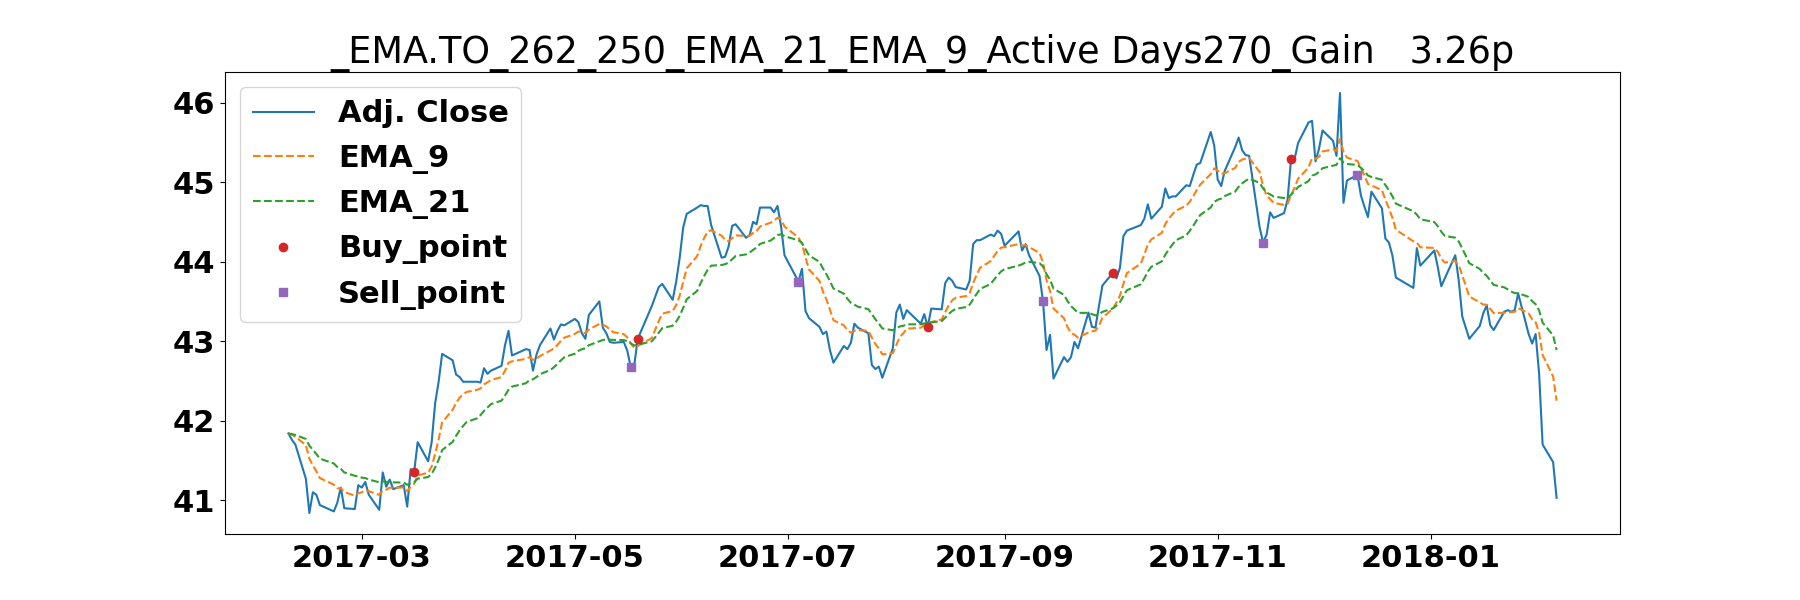 _EMA.TO_262_250_EMA_21_EMA_9_Active Days270_Gain   3.26p
46
45
44
43
42
41
Adj. Close
EMA_9
EMA_21
Buy_point
Sell_point
2017-03
2017-05
2017-07
2017-09
2017-11
2018-01